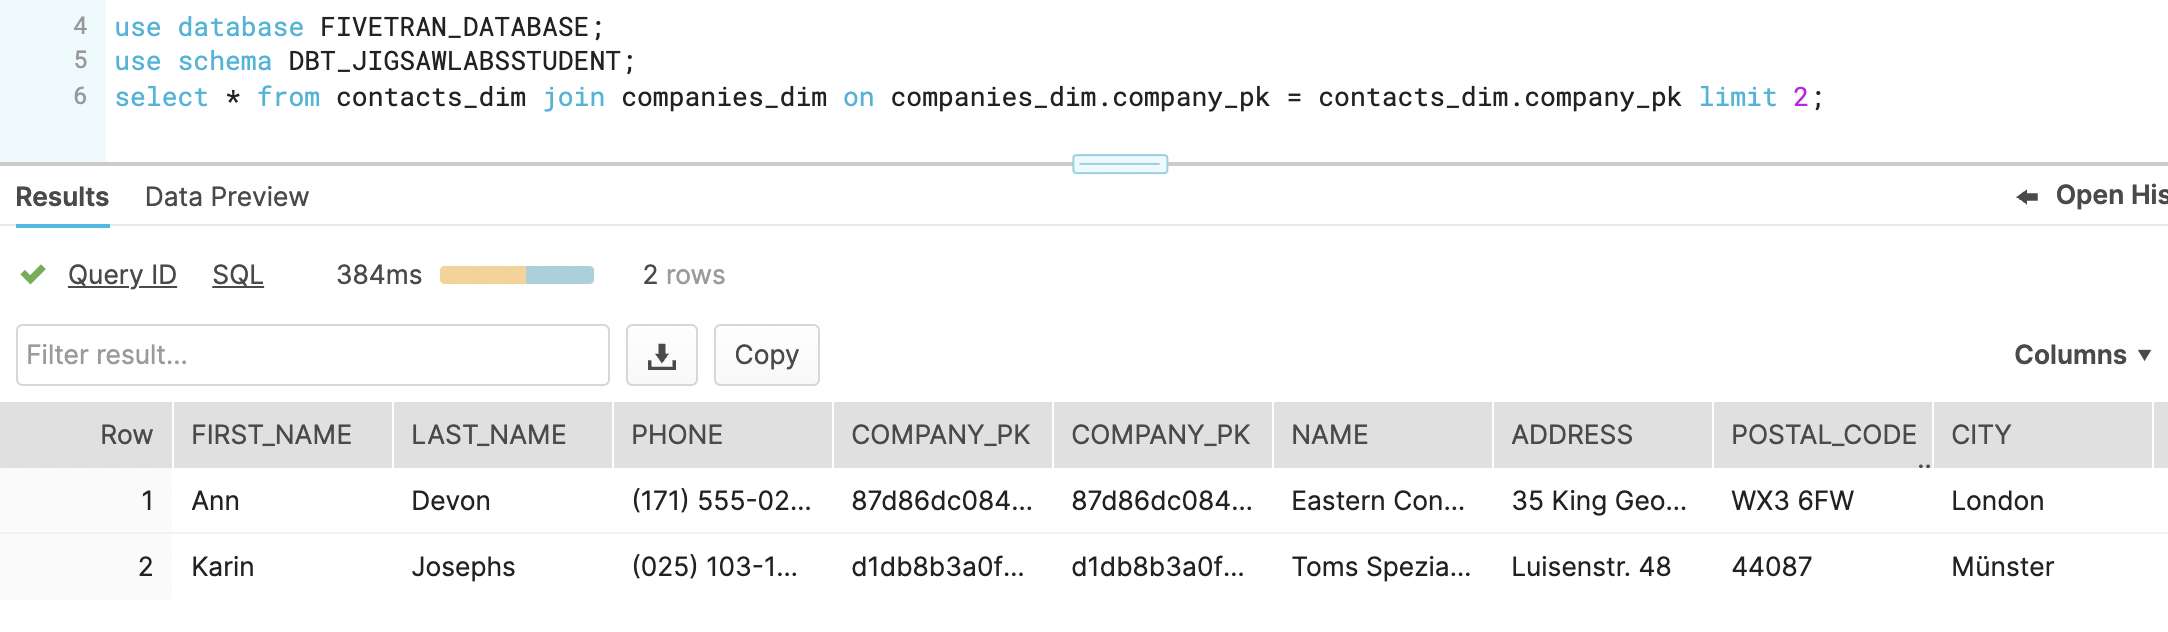 4 use database FIVETRAN_DATABASE;
5 use schema DBT_JIGSAWLABSSTUDENT;
6 select * from contacts_dim join companies_dim on companies_dim.company_pk = contacts_dim.company_pk limit 2;
Results Data Preview Open His
Query ID SQL 384ms 2 rows
Filter result... Copy Columns
Row FIRST_NAME LAST_NAME PHONE COMPANY_PK COMPANY_PK NAME ADDRESS POSTAL_CODE CITY
1 Ann Devon (171) 555-02... 87d86dc084... 87d86dc084... Eastern Con... 35 King Geo... WX3 6FW London
2 Karin Josephs (025) 103-1... d1db8b3a0f... d1db8b3a0f... Toms Spezia... Luisenstr. 48 44087 Münster